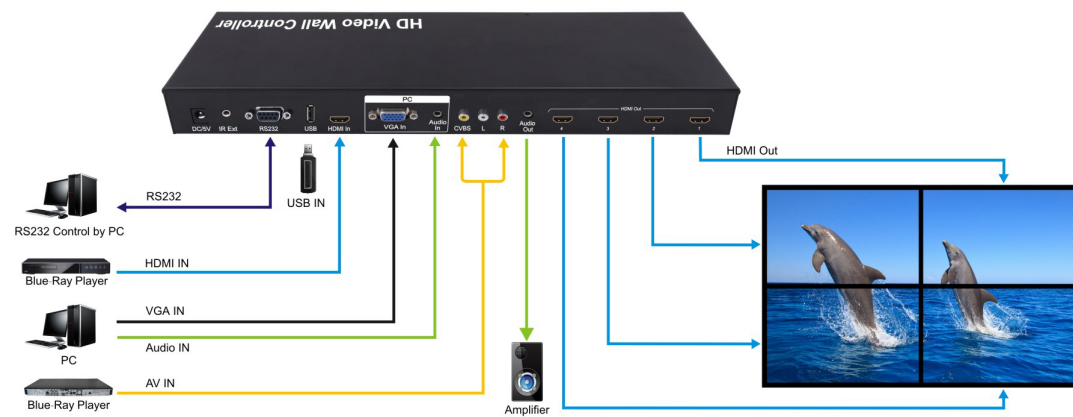 HD Video Wall Controller
PC
HDMI Out
DC/5V IR Ext RS232 USB HDMI In VGA In Audio In CVBS L R Audio Out 4 3 2 1
HDMI Out
RS232
USB IN
RS232 Control by PC
HDMI IN
Blue-Ray Player
VGA IN
Audio IN
PC
AV IN
Blue-Ray Player
Amplifier